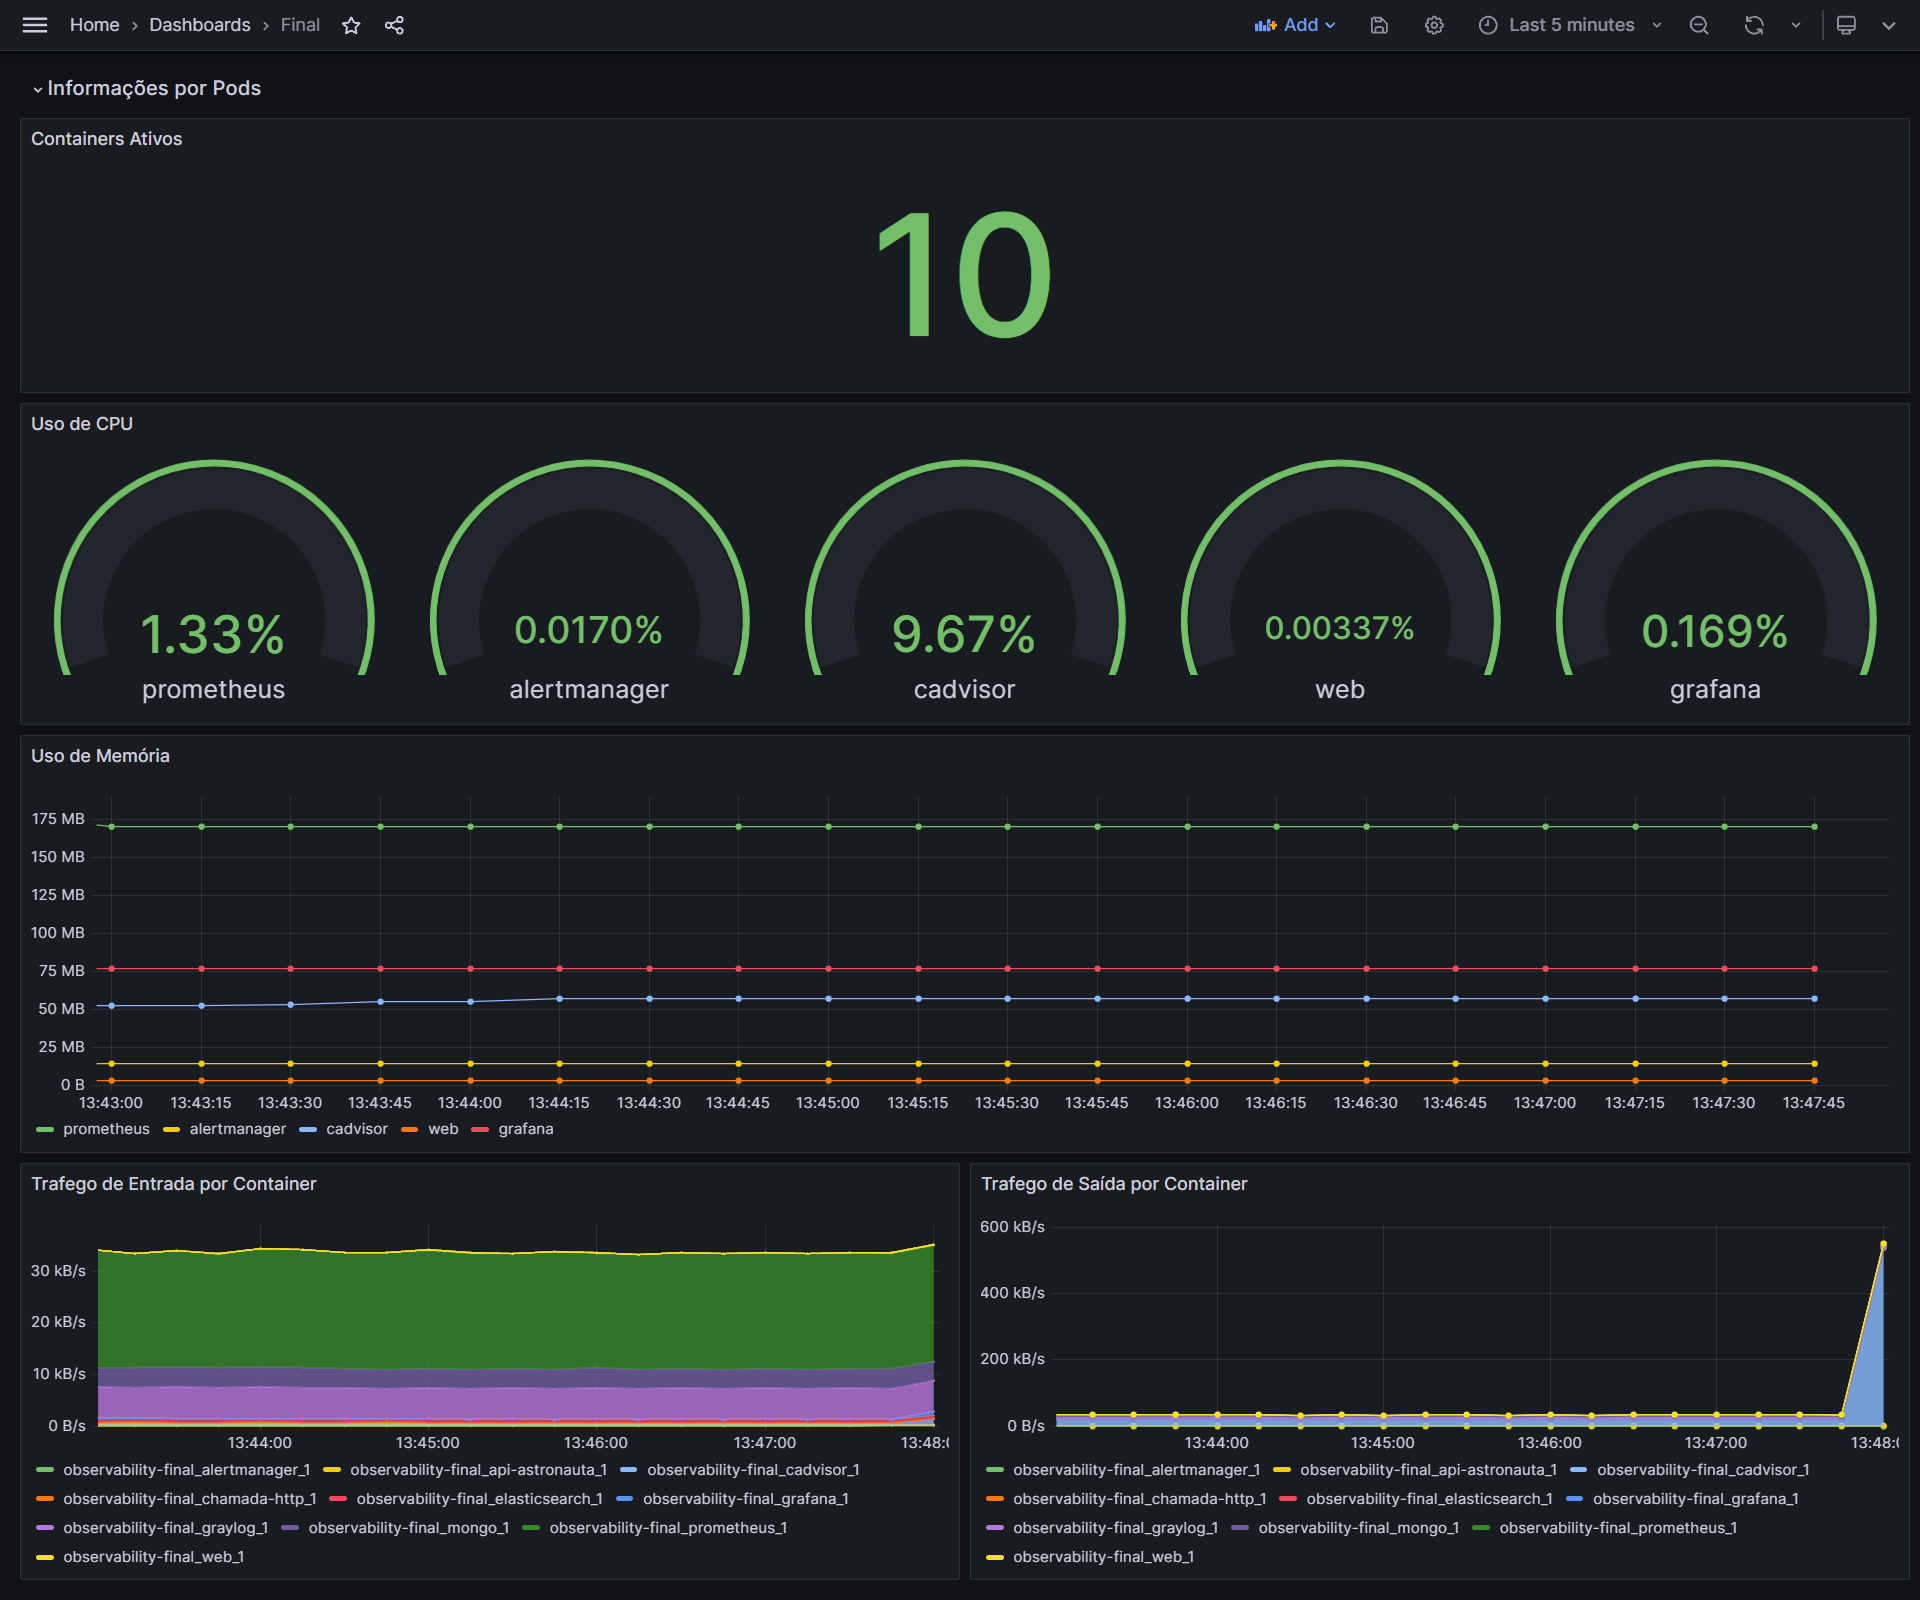 Home › Dashboards › Final
Add
Last 5 minutes
Informações por Pods
Containers Ativos
10
Uso de CPU
1.33% 0.0170% 9.67% 0.00337% 0.169%
prometheus alertmanager cadvisor web grafana
Uso de Memória
175 MB
150 MB
125 MB
100 MB
75 MB
50 MB
25 MB
0 B
13:43:00 13:43:15 13:43:30 13:43:45 13:44:00 13:44:15 13:44:30 13:44:45 13:45:00 13:45:15 13:45:30 13:45:45 13:46:00 13:46:15 13:46:30 13:46:45 13:47:00 13:47:15 13:47:30 13:47:45
prometheus alertmanager cadvisor web grafana
Trafego de Entrada por Container
30 kB/s
20 kB/s
10 kB/s
0 B/s
13:44:00 13:45:00 13:46:00 13:47:00 13:48:0
observability-final_alertmanager_1 observability-final_api-astronauta_1 observability-final_cadvisor_1
observability-final_chamada-http_1 observability-final_elasticsearch_1 observability-final_grafana_1
observability-final_graylog_1 observability-final_mongo_1 observability-final_prometheus_1
observability-final_web_1
Trafego de Saída por Container
600 kB/s
400 kB/s
200 kB/s
0 B/s
13:44:00 13:45:00 13:46:00 13:47:00 13:48:0
observability-final_alertmanager_1 observability-final_api-astronauta_1 observability-final_cadvisor_1
observability-final_chamada-http_1 observability-final_elasticsearch_1 observability-final_grafana_1
observability-final_graylog_1 observability-final_mongo_1 observability-final_prometheus_1
observability-final_web_1